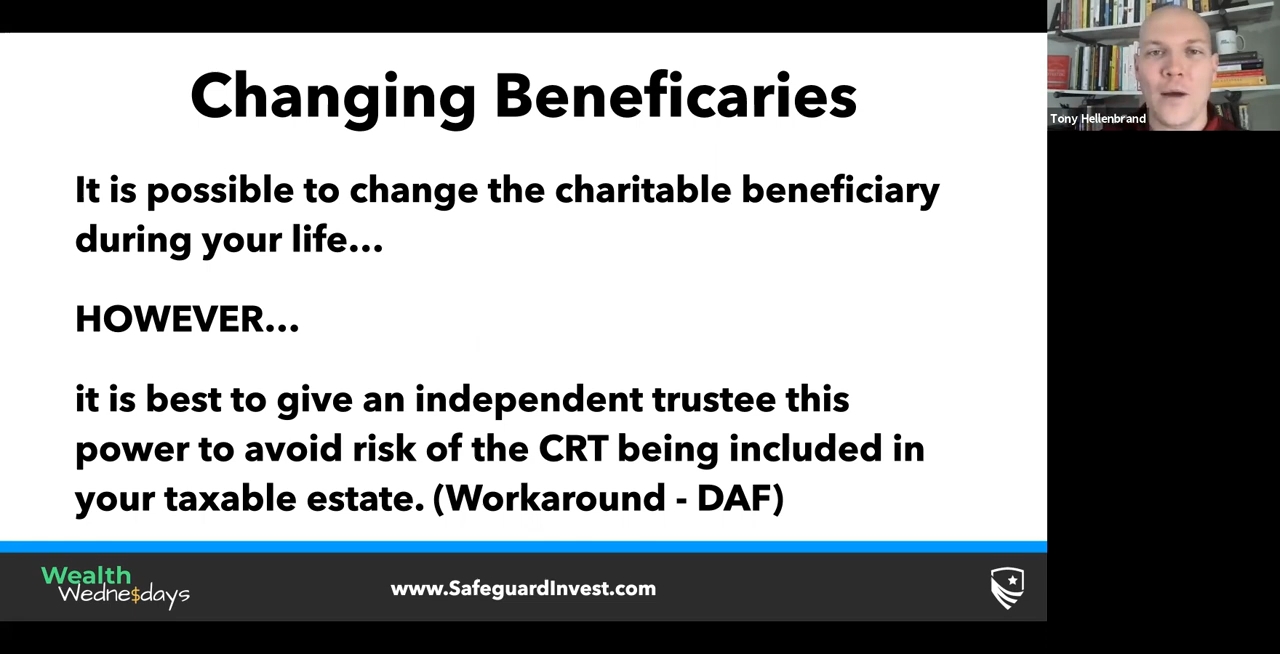 Changing Beneficaries
It is possible to change the charitable beneficiary
during your life...
HOWEVER...
it is best to give an independent trustee this
power to avoid risk of the CRT being included in
your taxable estate. (Workaround - DAF)
Wealth
Wedne$days
www.SafeguardInvest.com
Tony Hellenbrand